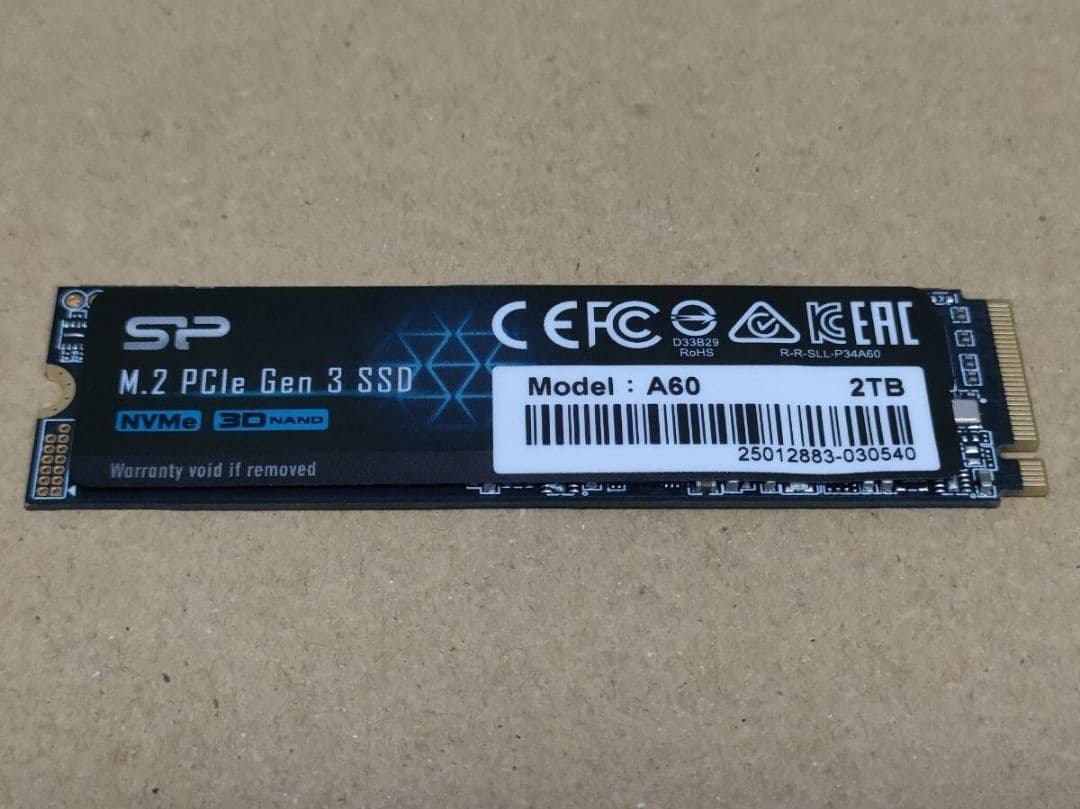 SP
M.2 PCIe Gen 3 SSD
NVMe 3D NAND
Warranty void if removed
CE FCC
D33B29
RoHS
KC EAC
R-R-SLL-P34A60
Model : A60 2TB
25012883-030540